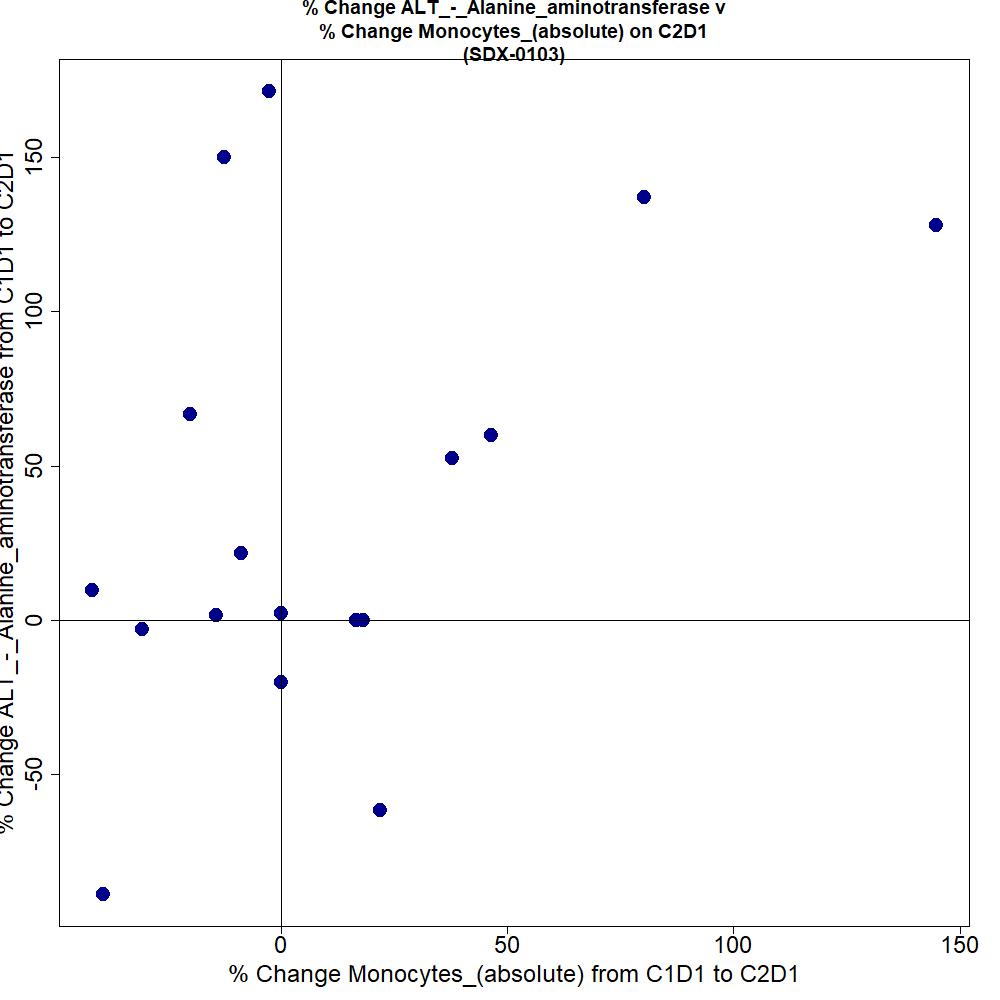 % Change ALT_-_Alanine_aminotransferase v
% Change Monocytes_(absolute) on C2D1
(SDX-0103)
% Change ALT_-_Alanine_aminotransferase from C1D1 to C2D1
150
100
50
0
-50
0 50 100 150
% Change Monocytes_(absolute) from C1D1 to C2D1